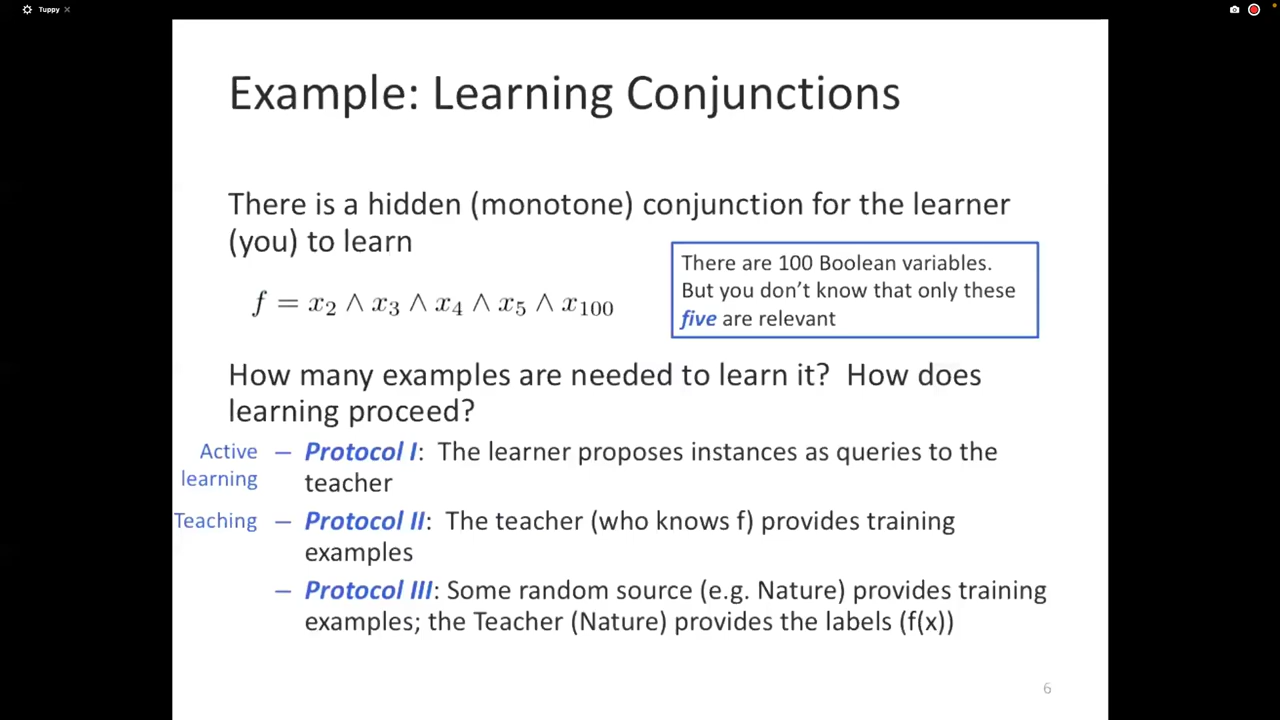 Tuppy
Example: Learning Conjunctions
There is a hidden (monotone) conjunction for the learner
(you) to learn
There are 100 Boolean variables.
But you don't know that only these
five are relevant
f = x₂ ∧ x₃ ∧ x₄ ∧ x₅ ∧ x₁₀₀
How many examples are needed to learn it? How does
learning proceed?
Active
learning
– Protocol I: The learner proposes instances as queries to the
teacher
Teaching – Protocol II: The teacher (who knows f) provides training
examples
– Protocol III: Some random source (e.g. Nature) provides training
examples; the Teacher (Nature) provides the labels (f(x))
6